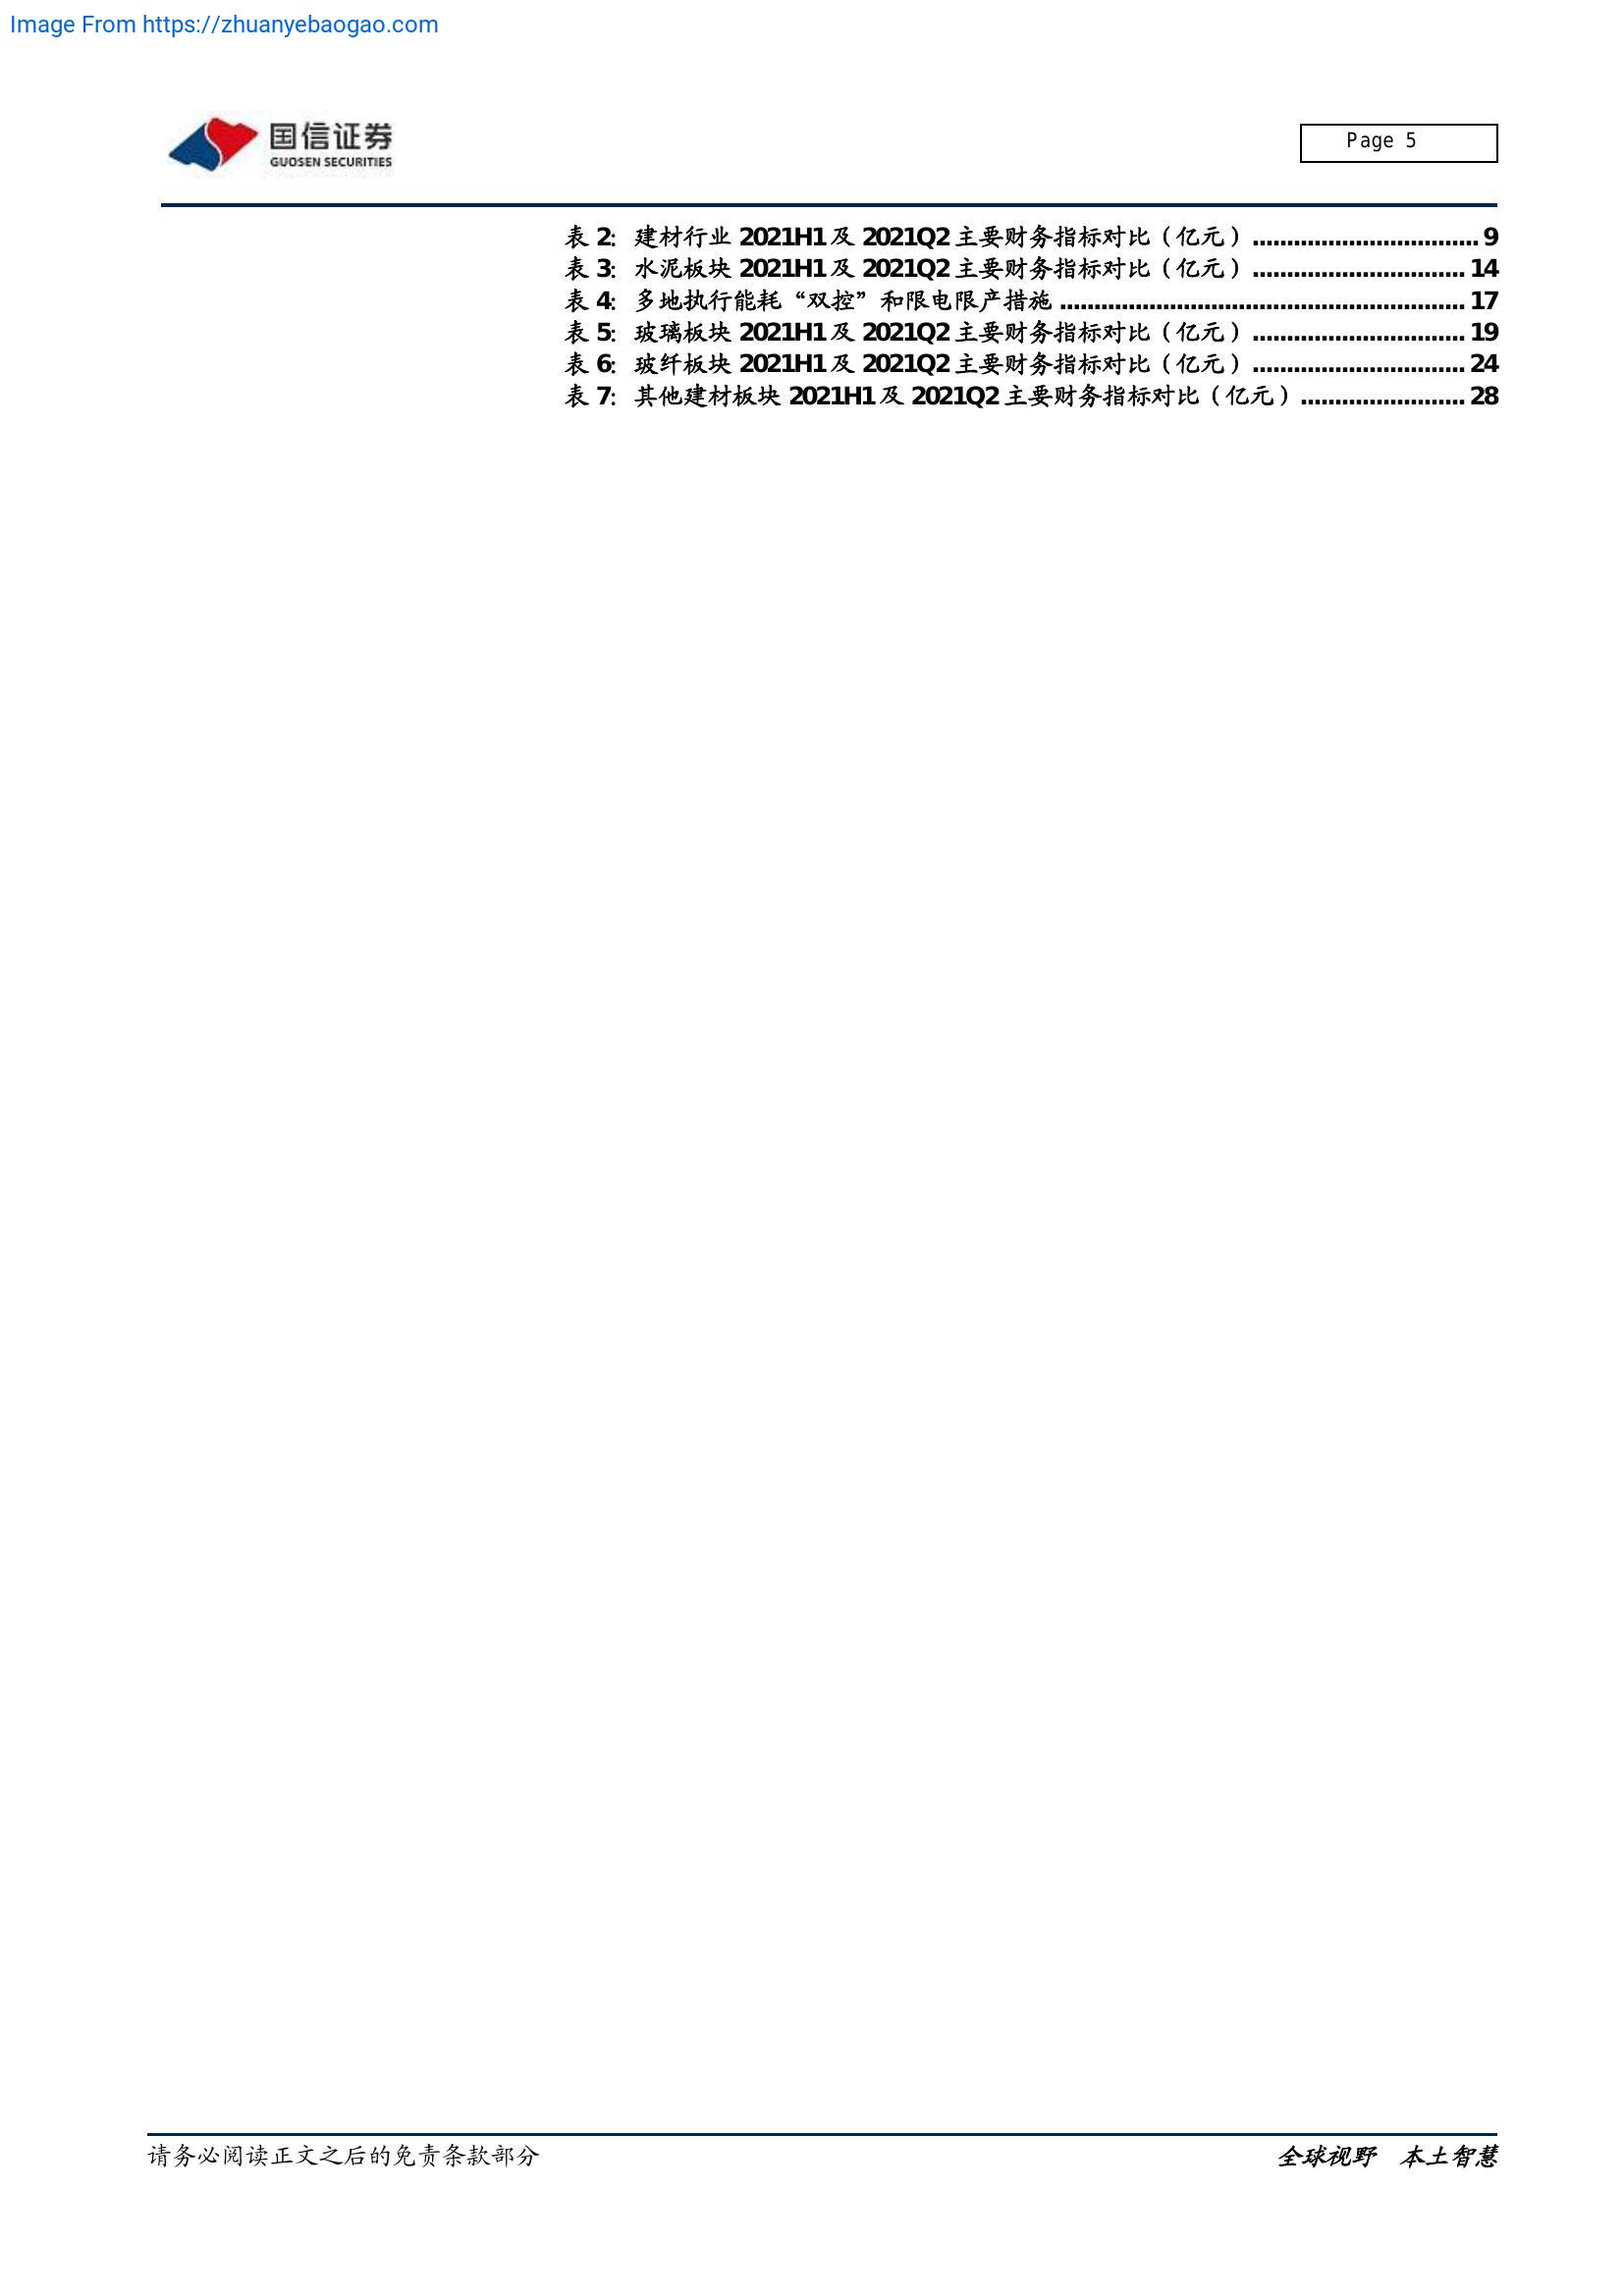 Image From https://zhuanyebaogao.com
国信证券
GUOSEN SECURITIES
Page 5
表 2: 建材行业 2021H1 及 2021Q2 主要财务指标对比（亿元）................................. 9
表 3: 水泥板块 2021H1 及 2021Q2 主要财务指标对比（亿元）............................... 14
表 4: 多地执行能耗“双控”和限电限产措施 ........................................................... 17
表 5: 玻璃板块 2021H1 及 2021Q2 主要财务指标对比（亿元）............................... 19
表 6: 玻纤板块 2021H1 及 2021Q2 主要财务指标对比（亿元）............................... 24
表 7: 其他建材板块 2021H1 及 2021Q2 主要财务指标对比（亿元）........................ 28
请务必阅读正文之后的免责条款部分
全球视野 本土智慧